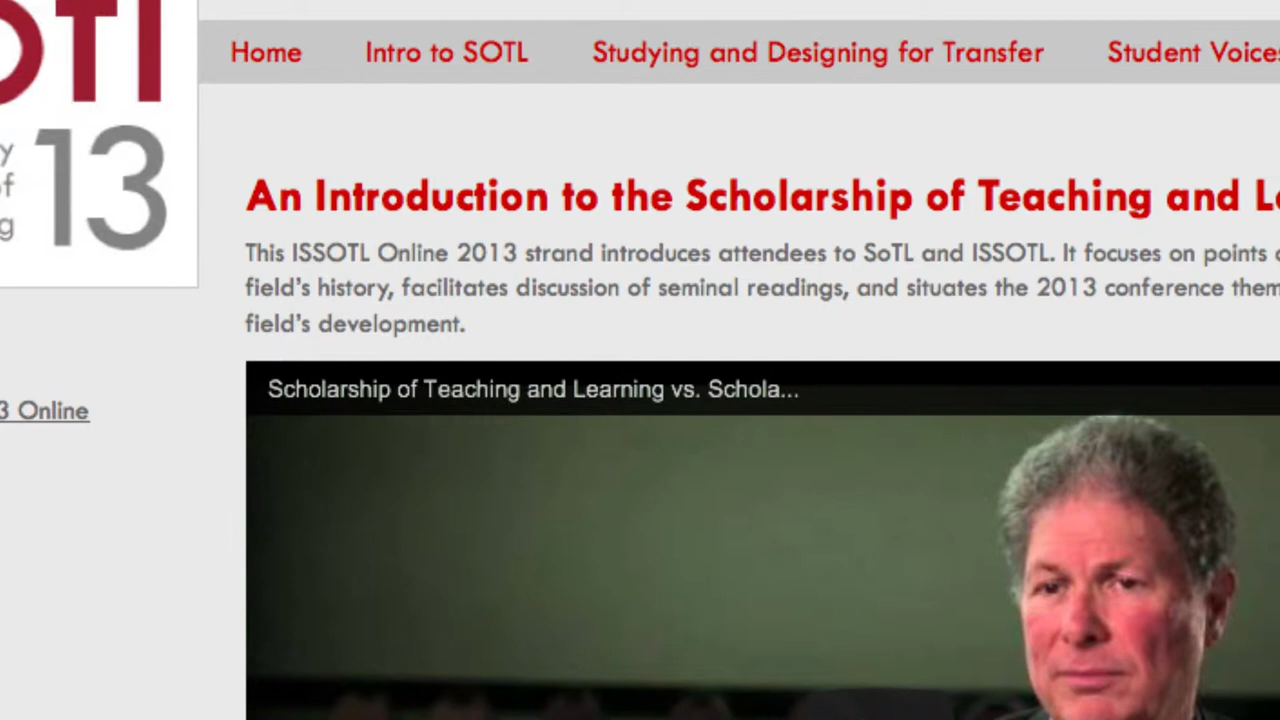 OTL
13
y
of
g
Home Intro to SOTL Studying and Designing for Transfer Student Voices
An Introduction to the Scholarship of Teaching and Le
This ISSOTL Online 2013 strand introduces attendees to SoTL and ISSOTL. It focuses on points
field's history, facilitates discussion of seminal readings, and situates the 2013 conference them
field's development.
3 Online
Scholarship of Teaching and Learning vs. Schola...